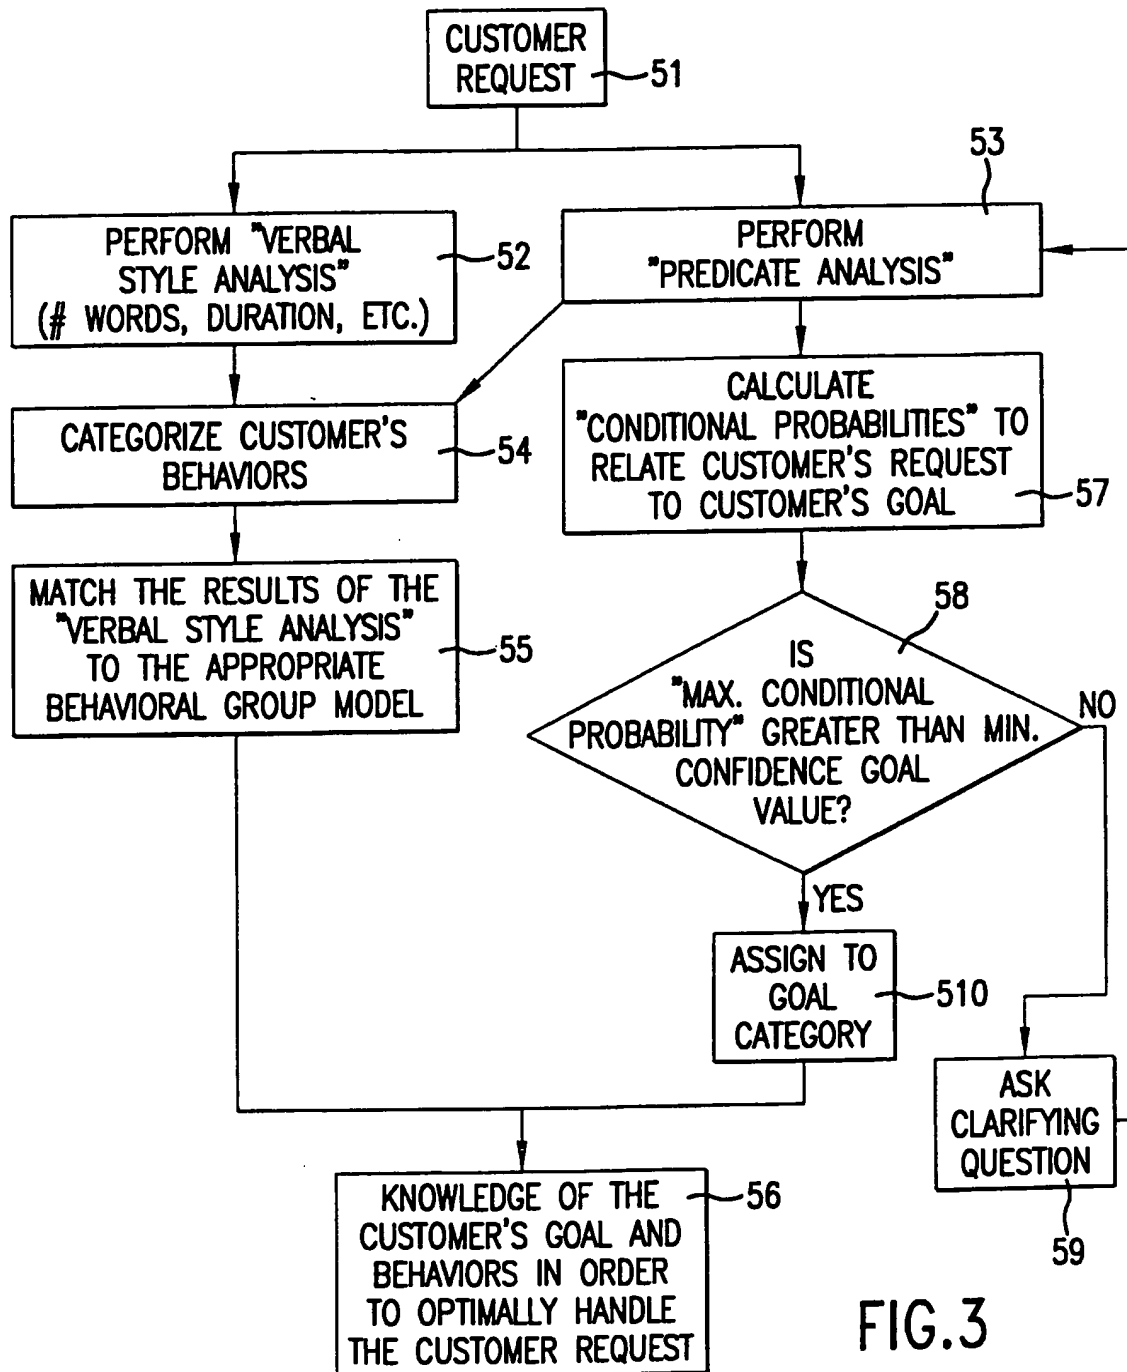 CUSTOMER
REQUEST
51
53
PERFORM "VERBAL
STYLE ANALYSIS"
(# WORDS, DURATION, ETC.)
52
PERFORM
"PREDICATE ANALYSIS"
CATEGORIZE CUSTOMER'S
BEHAVIORS
54
CALCULATE
"CONDITIONAL PROBABILITIES" TO
RELATE CUSTOMER'S REQUEST
TO CUSTOMER'S GOAL
57
MATCH THE RESULTS OF THE
"VERBAL STYLE ANALYSIS"
TO THE APPROPRIATE
BEHAVIORAL GROUP MODEL
55
58
IS
"MAX. CONDITIONAL
PROBABILITY" GREATER THAN MIN.
CONFIDENCE GOAL
VALUE?
NO
YES
ASSIGN TO
GOAL
CATEGORY
510
ASK
CLARIFYING
QUESTION
59
KNOWLEDGE OF THE
CUSTOMER'S GOAL AND
BEHAVIORS IN ORDER
TO OPTIMALLY HANDLE
THE CUSTOMER REQUEST
56
FIG.3